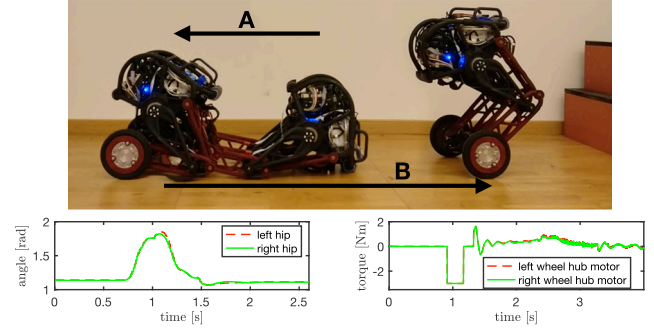 A
B
angle [rad]
2
1.5
1
left hip
right hip
0
0.5
1
1.5
2
2.5
time [s]
torque [Nm]
0
-2
left wheel hub motor
right wheel hub motor
0
1
2
3
time [s]